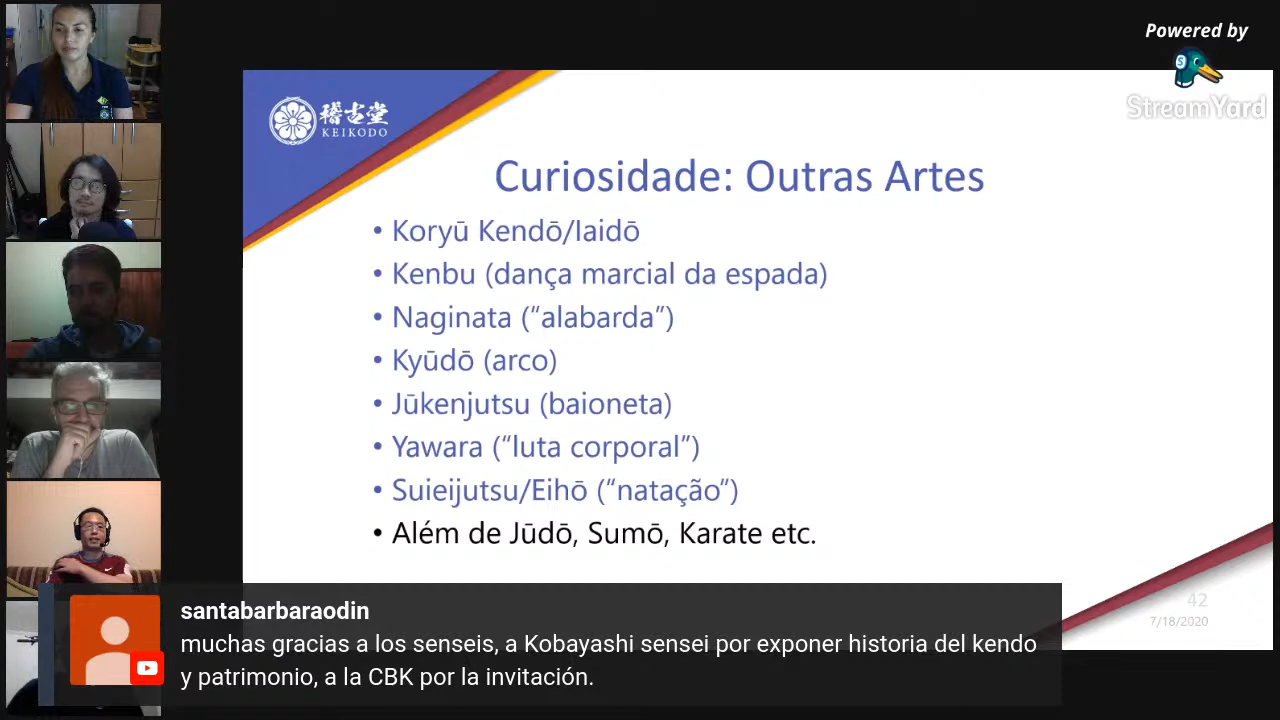 Powered by
StreamYard
稽古堂
KEIKODO
Curiosidade: Outras Artes
• Koryū Kendō/Iaidō
• Kenbu (dança marcial da espada)
• Naginata (“alabarda”)
• Kyūdō (arco)
• Jūkenjutsu (baioneta)
• Yawara (“luta corporal”)
• Suieijutsu/Eihō (“natação”)
• Além de Jūdō, Sumō, Karate etc.
42
7/18/2020
santabarbaraodin
muchas gracias a los senseis, a Kobayashi sensei por exponer historia del kendo
y patrimonio, a la CBK por la invitación.